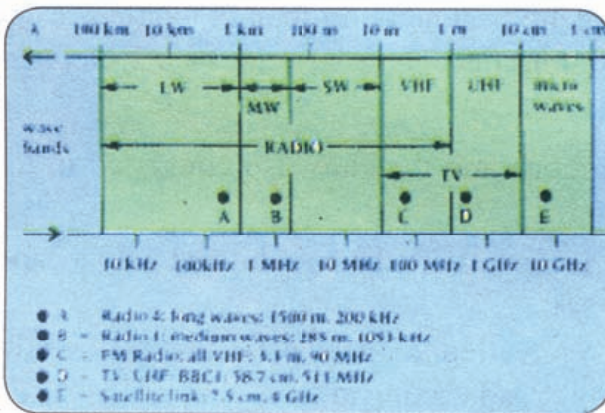 λ 100 km 10 km 1 km 100 m 10 m 1 m 10 cm 1 cm
LW SW VHF UHF micro
MW waves
wave
bands
RADIO
TV
A B C D E
10 kHz 100kHz 1 MHz 10 MHz 100 MHz 1 GHz 10 GHz
A - Radio 4: long waves: 1500 m, 200 kHz
B - Radio 1: medium waves: 285 m, 1053 kHz
C - FM Radio: all VHF: 3.3 m, 90 MHz
D - TV: UHF: BBC1: 58.7 cm, 511 MHz
E - Satellite link: 7.5 cm, 4 GHz